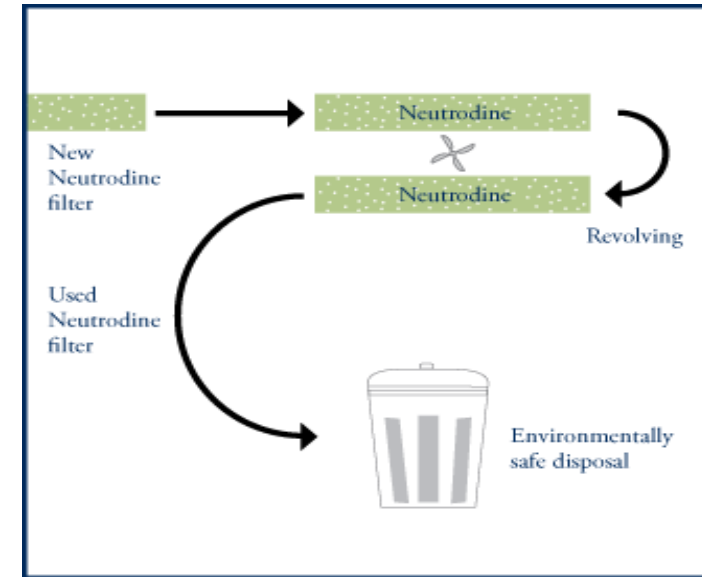 Neutrodine
New
Neutrodine
filter
Neutrodine
Revolving
Used
Neutrodine
filter
Environmentally
safe disposal